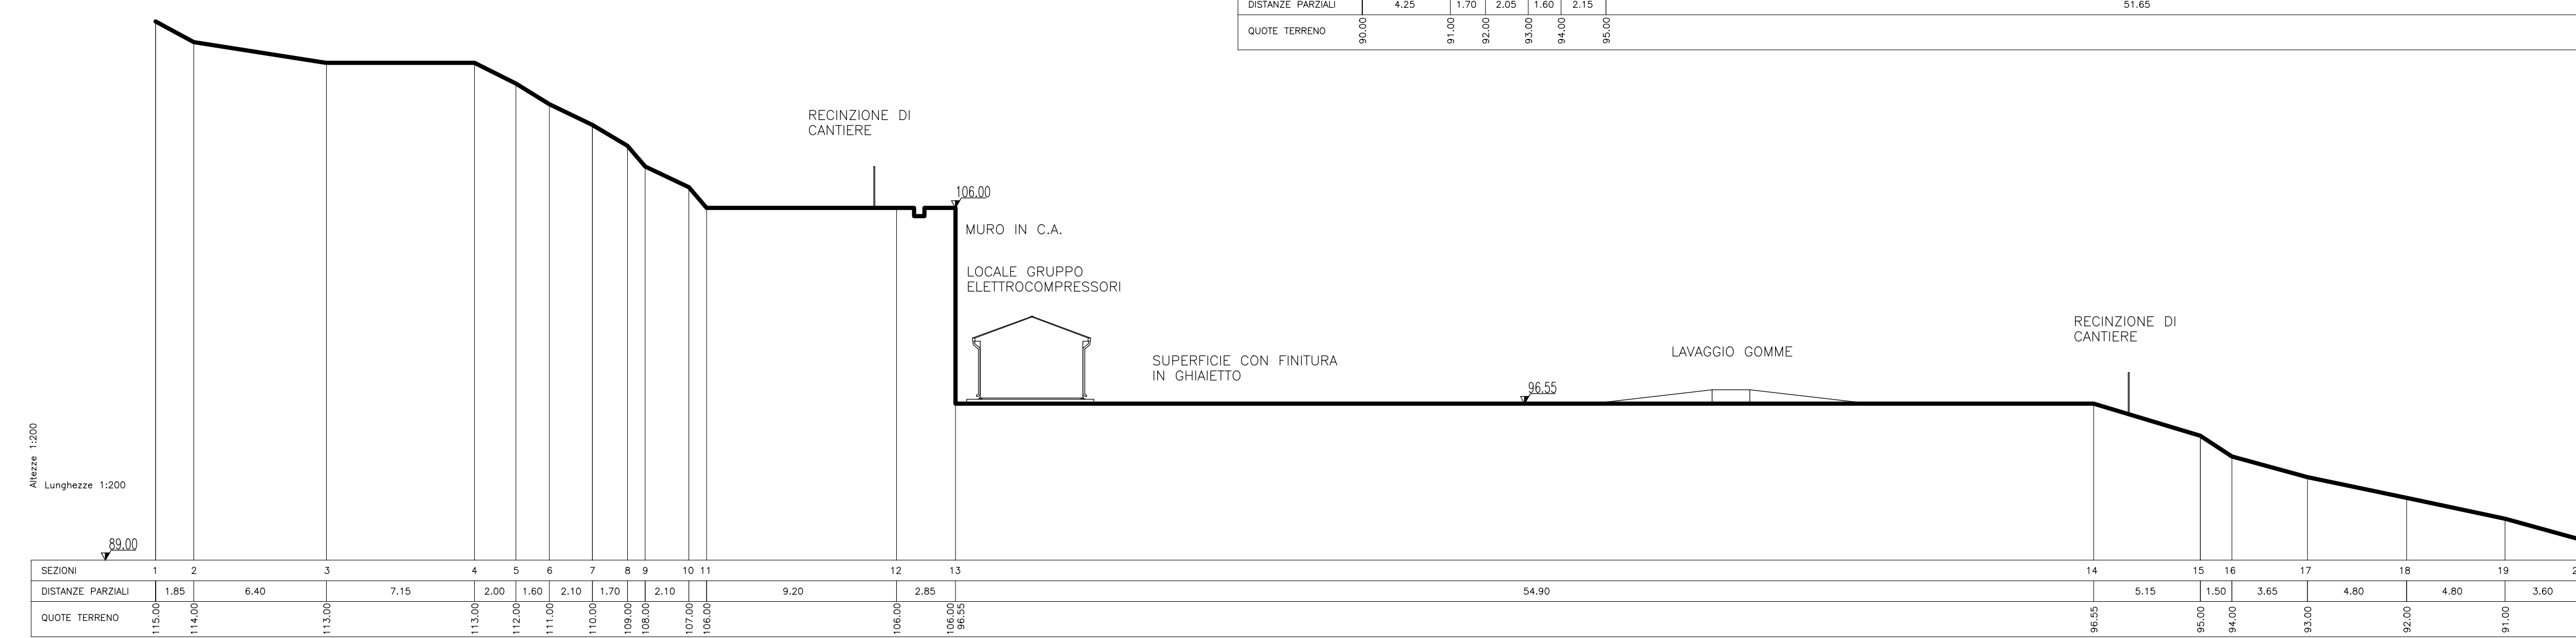 DISTANZE PARZIALI 4.25 1.70 2.05 1.60 2.15 51.65
QUOTE TERRENO 90.00 91.00 92.00 93.00 94.00 95.00
RECINZIONE DI
CANTIERE
106.00
MURO IN C.A.
LOCALE GRUPPO
ELETTROCOMPRESSORI
SUPERFICIE CON FINITURA
IN GHIAIETTO
96.55
LAVAGGIO GOMME
RECINZIONE DI
CANTIERE
Altezze 1:200
Lunghezze 1:200
89.00
SEZIONI 1 2 3 4 5 6 7 8 9 10 11 12 13 14 15 16 17 18 19
DISTANZE PARZIALI 1.85 6.40 7.15 2.00 1.60 2.10 1.70 2.10 9.20 2.85 54.90 5.15 1.50 3.65 4.80 4.80 3.60
QUOTE TERRENO 115.00 114.00 113.00 113.00 112.00 111.00 110.00 109.00 108.00 107.00 106.00 106.00 106.00 96.55 96.55 95.00 94.00 93.00 92.00 91.00